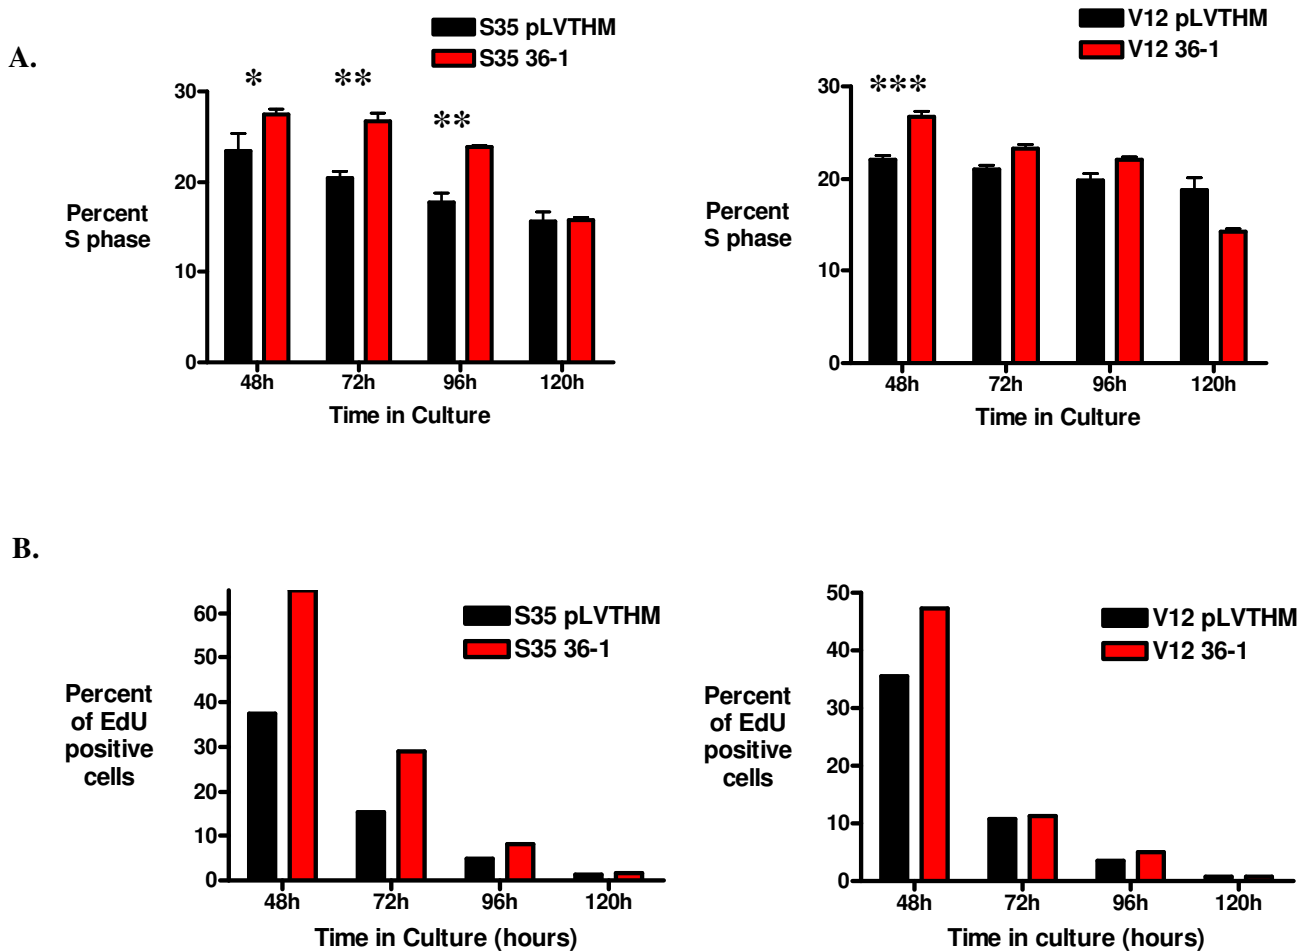 A.
S35 pLVTHM
S35 36-1
* ** **
30
20
10
0
Percent
S phase
48h 72h 96h 120h
Time in Culture
V12 pLVTHM
V12 36-1
***
30
20
10
0
Percent
S phase
48h 72h 96h 120h
Time in Culture
B.
S35 pLVTHM
S35 36-1
60
50
40
30
20
10
0
Percent
of EdU
positive
cells
48h 72h 96h 120h
Time in Culture (hours)
V12 pLVTHM
V12 36-1
50
40
30
20
10
0
Percent
of EdU
positive
cells
48h 72h 96h 120h
Time in culture (hours)